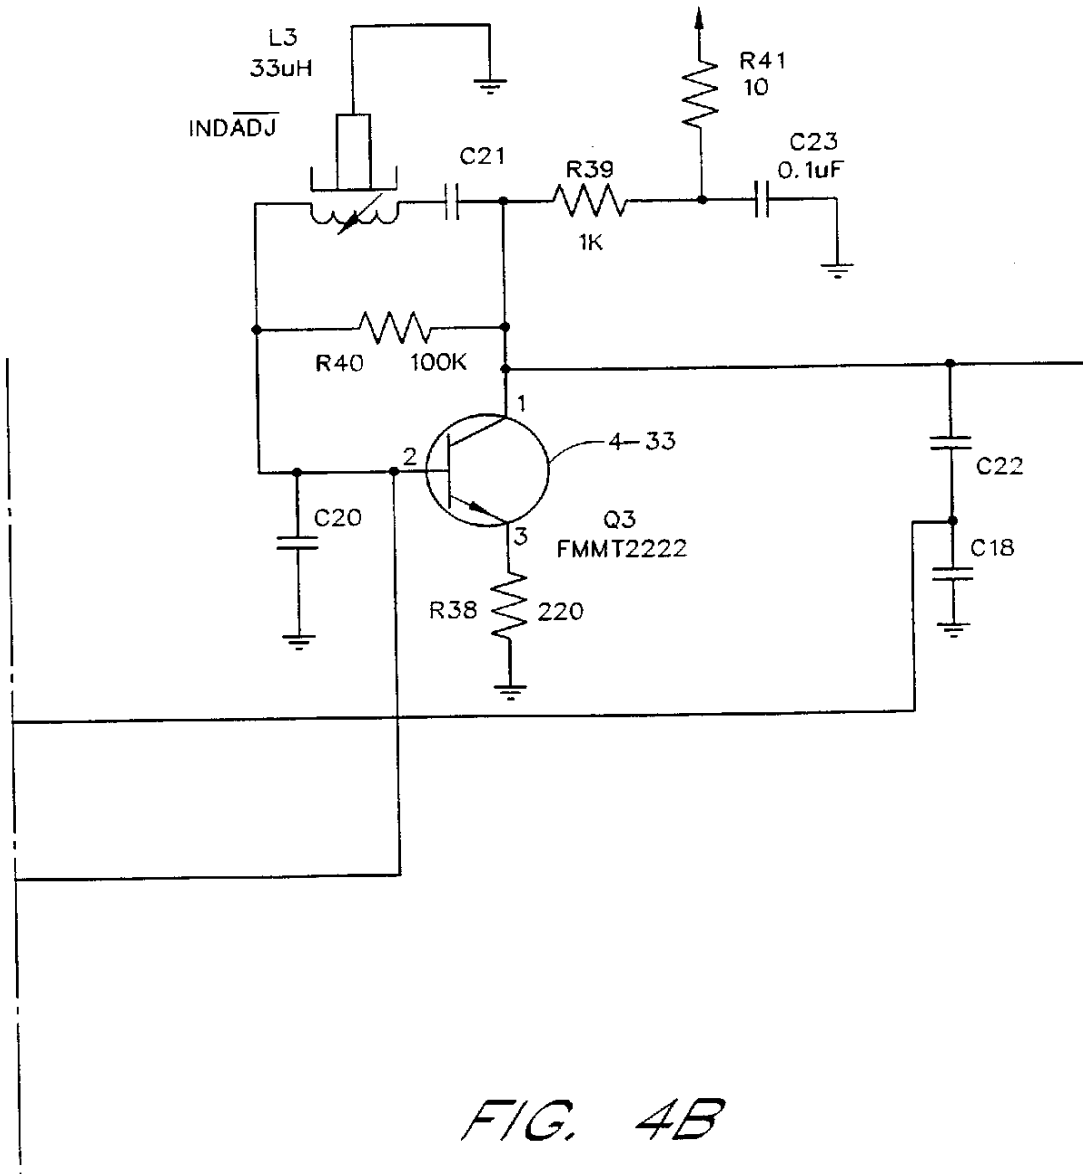 L3
33uH
INDADJ
C21
R39
1K
R41
10
C23
0.1uF
R40 100K
1
2
3
4-33
C20
Q3
FMMT2222
R38 220
C22
C18
FIG. 4B